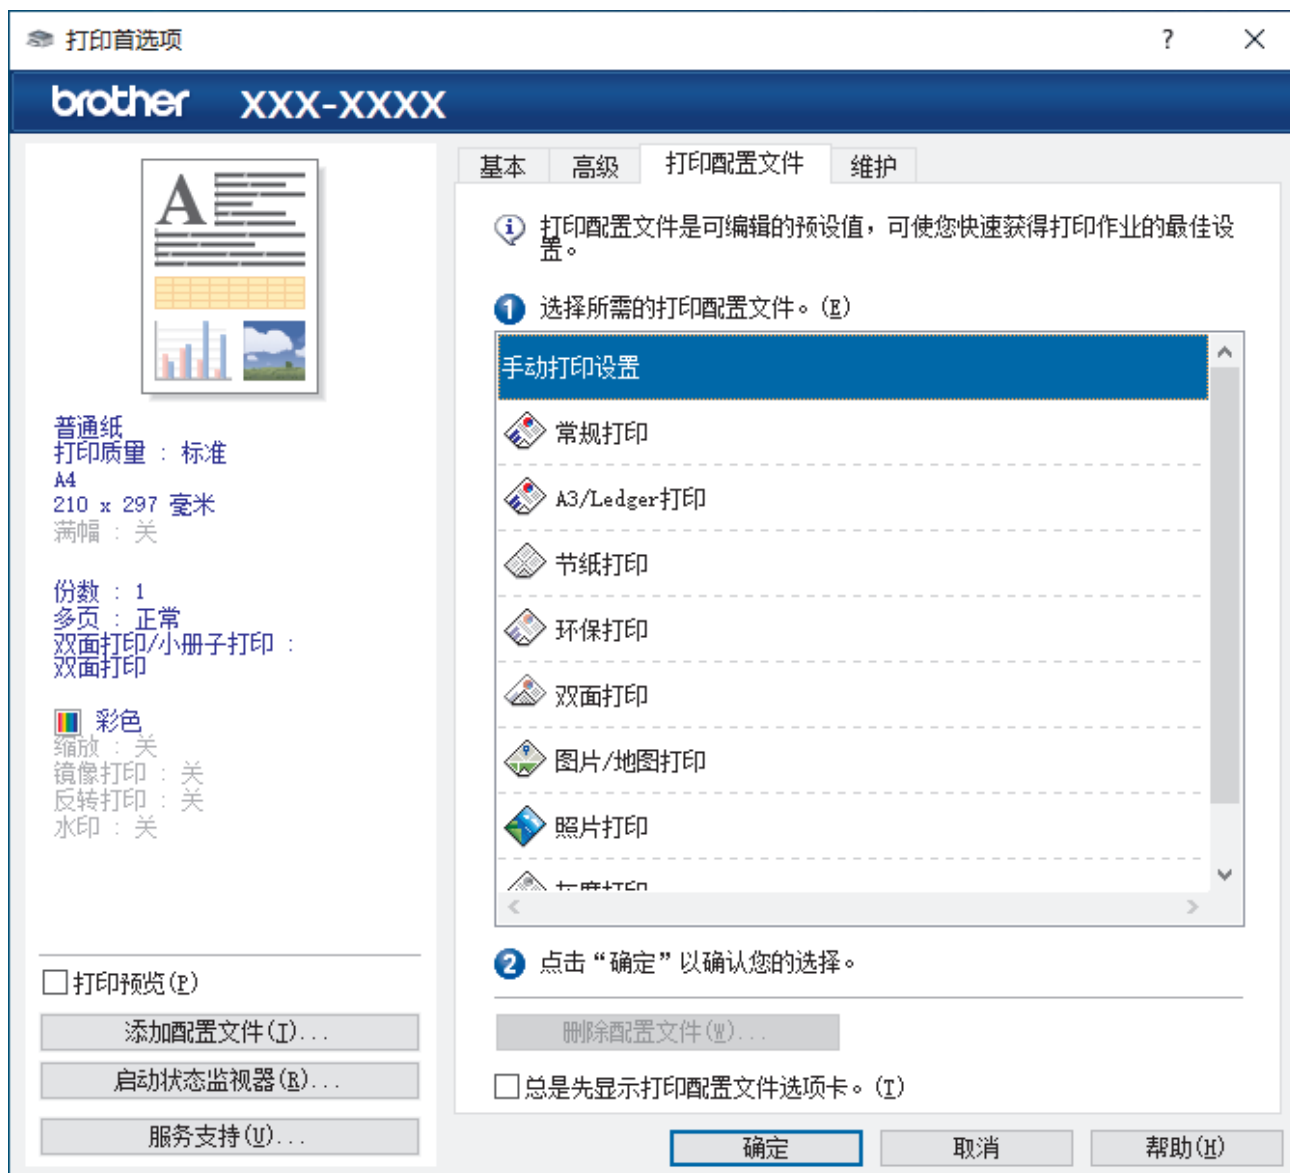 打印首选项
brother XXX-XXXX
基本 高级 打印配置文件 维护
打印配置文件是可编辑的预设值，可使您快速获得打印作业的最佳设
置。
1 选择所需的打印配置文件。(E)
手动打印设置
常规打印
A3/Ledger打印
节纸打印
环保打印
双面打印
图片/地图打印
照片打印
灰度打印
2 点击“确定”以确认您的选择。
删除配置文件(W)...
总是先显示打印配置文件选项卡。(T)
A
普通纸
打印质量 : 标准
A4
210 x 297 毫米
满幅 : 关
份数 : 1
多页 : 正常
双面打印/小册子打印 :
双面打印
彩色
缩放 : 关
镜像打印 : 关
反转打印 : 关
水印 : 关
打印预览(P)
添加配置文件(I)...
启动状态监视器(R)...
服务支持(U)...
确定 取消 帮助(H)